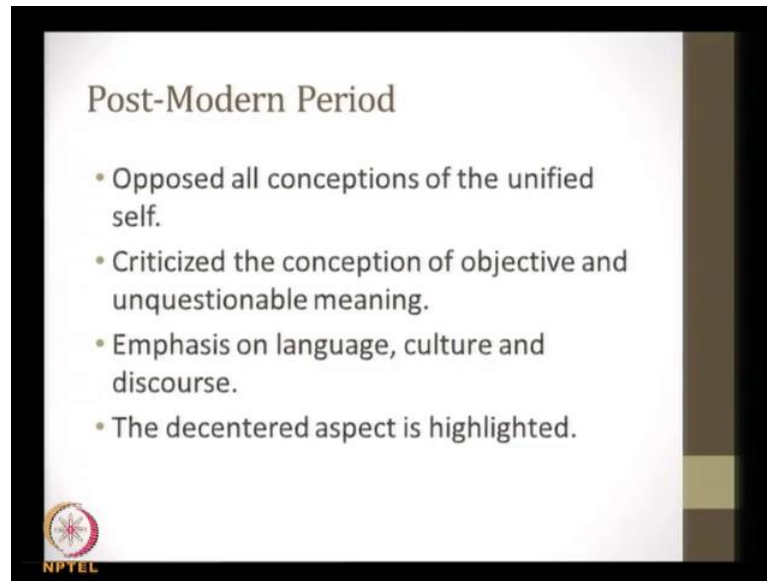 Post-Modern Period
• Opposed all conceptions of the unified
self.
• Criticized the conception of objective and
unquestionable meaning.
• Emphasis on language, culture and
discourse.
• The decentered aspect is highlighted.
NPTEL